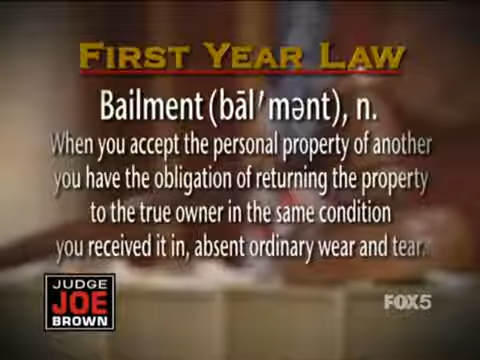 FIRST YEAR LAW
Bailment (bāl′mənt), n.
When you accept the personal property of another
you have the obligation of returning the property
to the true owner in the same condition
you received it in, absent ordinary wear and tear.
JUDGE
JOE
BROWN
FOX5